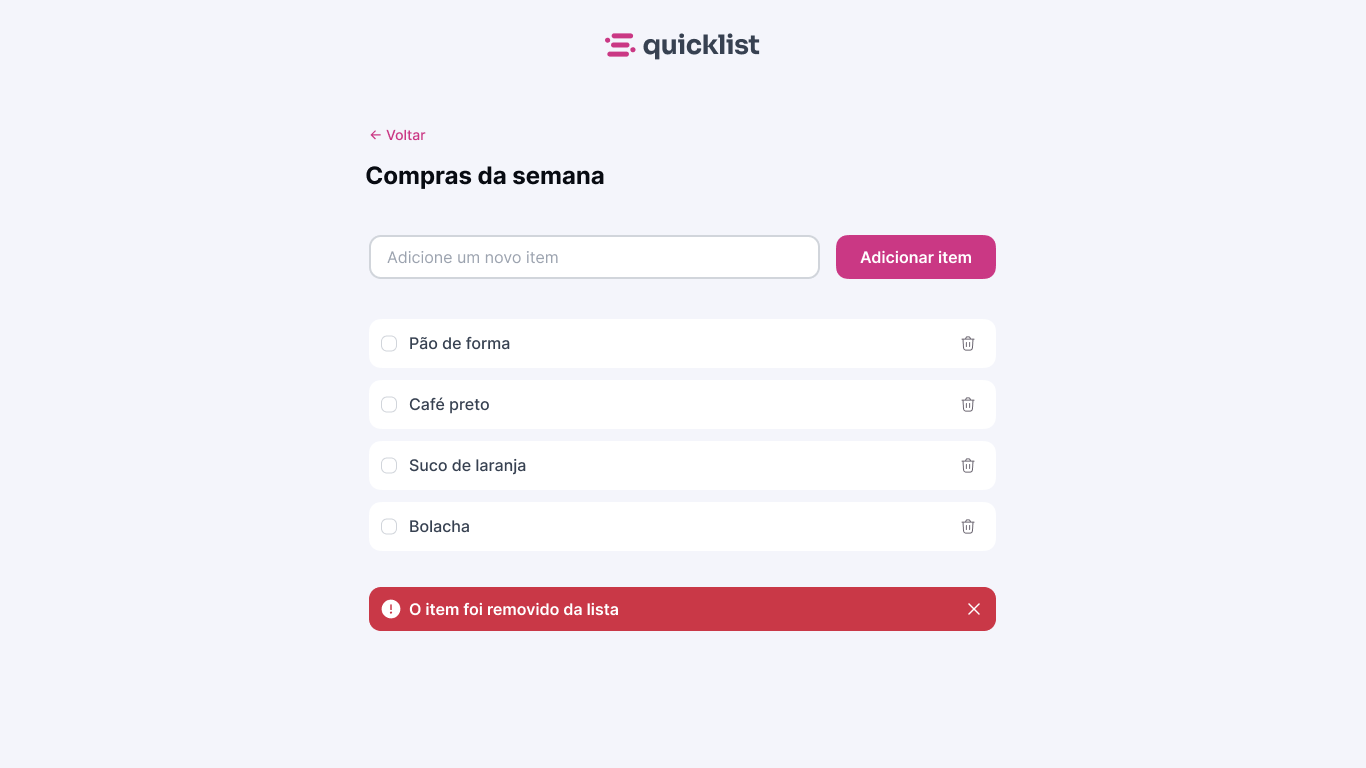 quicklist
Voltar
Compras da semana
Adicione um novo item
Adicionar item
Pão de forma
Café preto
Suco de laranja
Bolacha
O item foi removido da lista